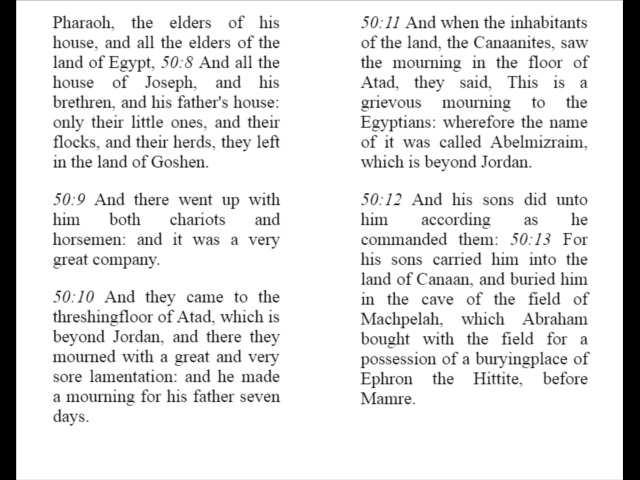 Pharaoh, the elders of his
house, and all the elders of the
land of Egypt, 50:8 And all the
house of Joseph, and his
brethren, and his father's house:
only their little ones, and their
flocks, and their herds, they left
in the land of Goshen.
50:9 And there went up with
him both chariots and
horsemen: and it was a very
great company.
50:10 And they came to the
threshingfloor of Atad, which is
beyond Jordan, and there they
mourned with a great and very
sore lamentation: and he made
a mourning for his father seven
days.
50:11 And when the inhabitants
of the land, the Canaanites, saw
the mourning in the floor of
Atad, they said, This is a
grievous mourning to the
Egyptians: wherefore the name
of it was called Abelmizraim,
which is beyond Jordan.
50:12 And his sons did unto
him according as he
commanded them: 50:13 For
his sons carried him into the
land of Canaan, and buried him
in the cave of the field of
Machpelah, which Abraham
bought with the field for a
possession of a buryingplace of
Ephron the Hittite, before
Mamre.